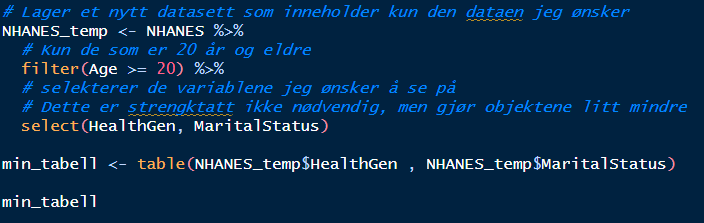 # Lager et nytt datasett som inneholder kun den dataen jeg ønsker
NHANES_temp <- NHANES %>%
# Kun de som er 20 år og eldre
filter(Age >= 20) %>%
# selekterer de variablene jeg ønsker å se på
# Dette er strengktatt ikke nødvendig, men gjør objektene litt mindre
select(HealthGen, MaritalStatus)
min_tabell <- table(NHANES_temp$HealthGen , NHANES_temp$MaritalStatus)
min_tabell